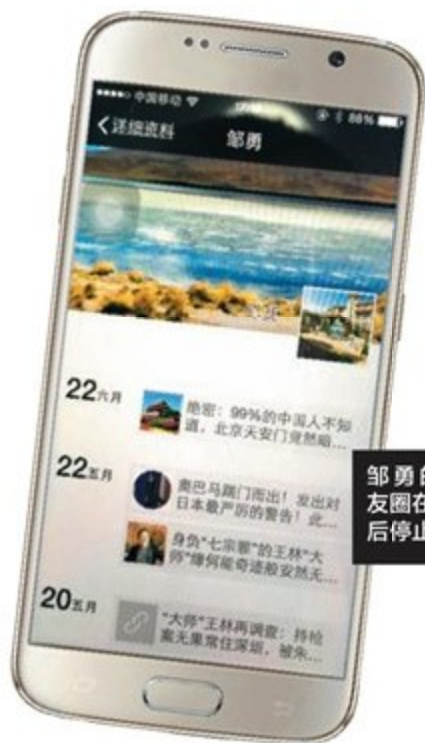 中国移动
88%
详细资料
邹勇
22六月
绝密：99%的中国人不知
道，北京天安门竟然暗...
22五月
奥巴马踹门而出！发出对
日本最严厉的警告！此...
身负“七宗罪”的王林“大
师”缘何能奇迹般安然无...
20五月
“大师”王林再调查：持枪
案无果常住深圳，被朱...
邹勇的
友圈在
后停止